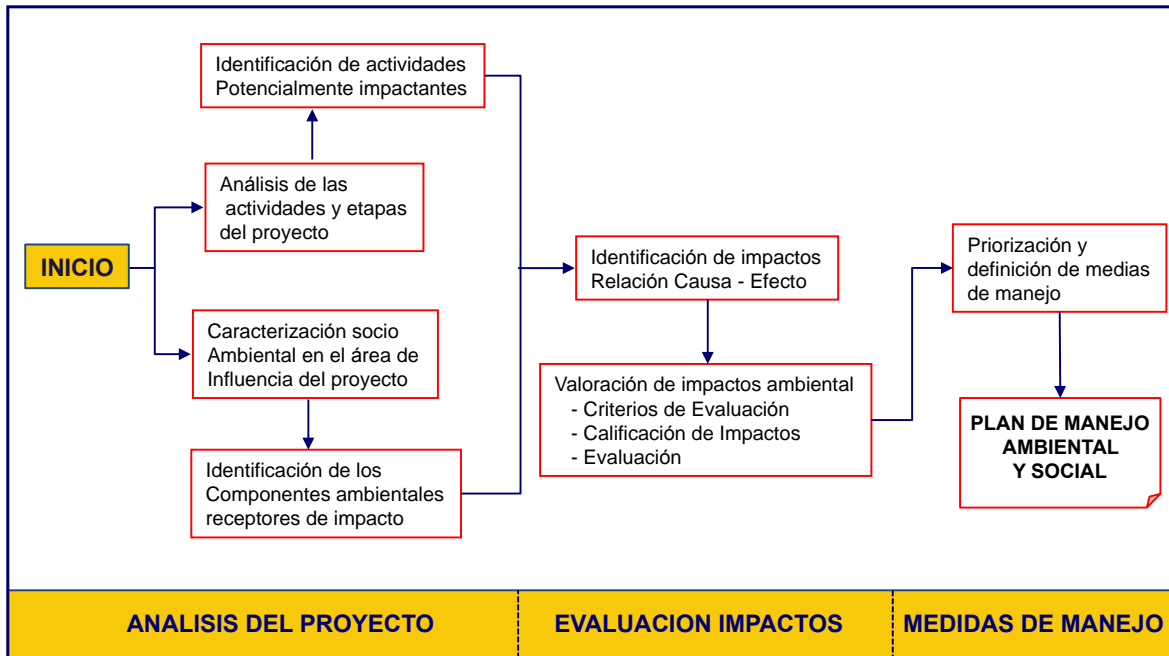 Identificación de actividades
Potencialmente impactantes
Análisis de las
actividades y etapas
del proyecto
INICIO
Caracterización socio
Ambiental en el área de
Influencia del proyecto
Identificación de los
Componentes ambientales
receptores de impacto
Identificación de impactos
Relación Causa - Efecto
Valoración de impactos ambiental
- Criterios de Evaluación
- Calificación de Impactos
- Evaluación
Priorización y
definición de medias
de manejo
PLAN DE MANEJO
AMBIENTAL
Y SOCIAL
ANALISIS DEL PROYECTO
EVALUACION IMPACTOS
MEDIDAS DE MANEJO